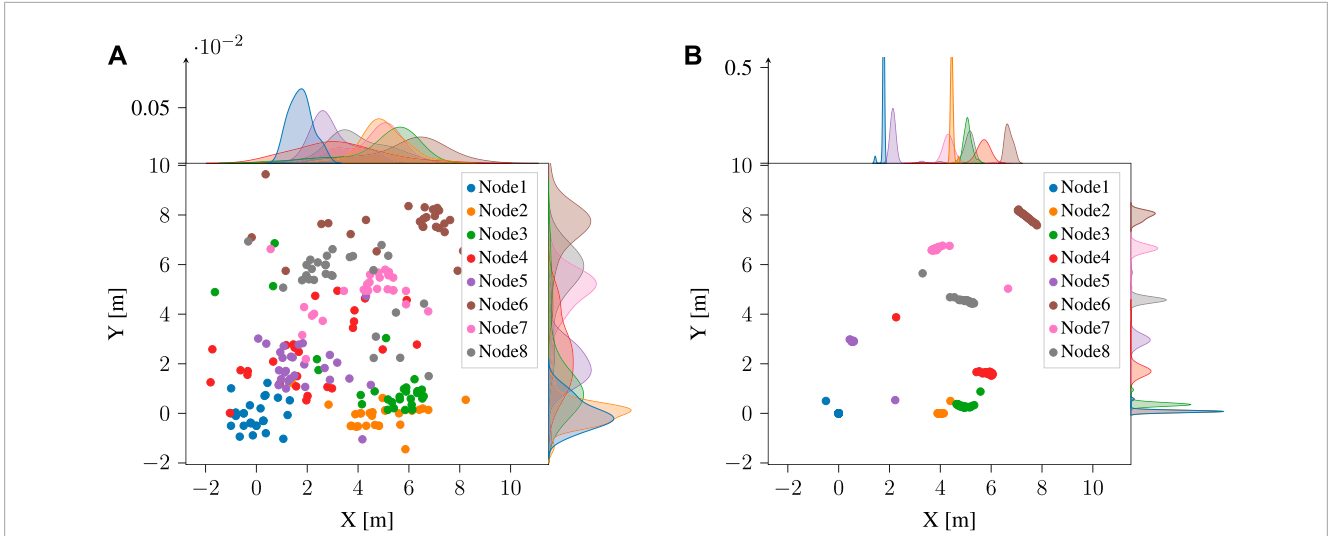 A
·10⁻²
0.05
10
8
6
4
2
0
−2
Y [m]
−2 0 2 4 6 8 10
X [m]
Node1
Node2
Node3
Node4
Node5
Node6
Node7
Node8
B
0.5
10
8
6
4
2
0
−2
Y [m]
−2 0 2 4 6 8 10
X [m]
Node1
Node2
Node3
Node4
Node5
Node6
Node7
Node8